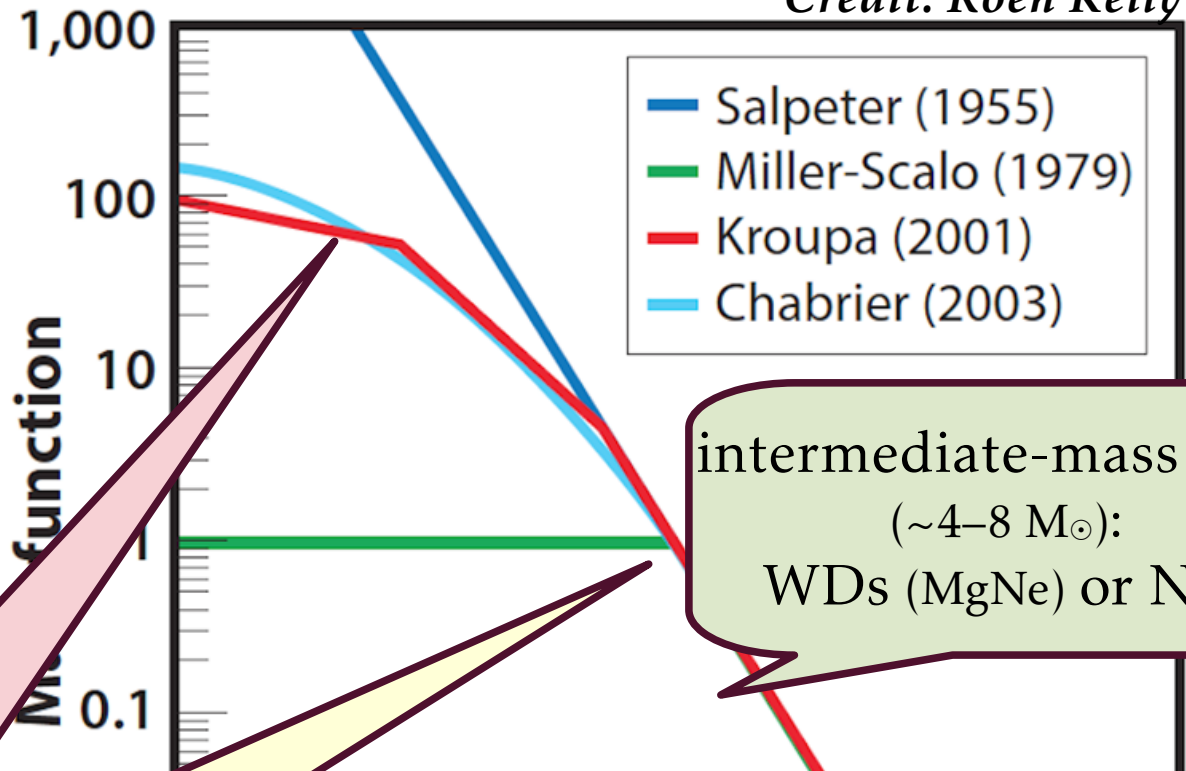 Credit: Roen Kelly
1,000
100
10
1
0.1
function
Salpeter (1955)
Miller-Scalo (1979)
Kroupa (2001)
Chabrier (2003)
intermediate-mass
(~4–8 M☉):
WDs (MgNe) or N